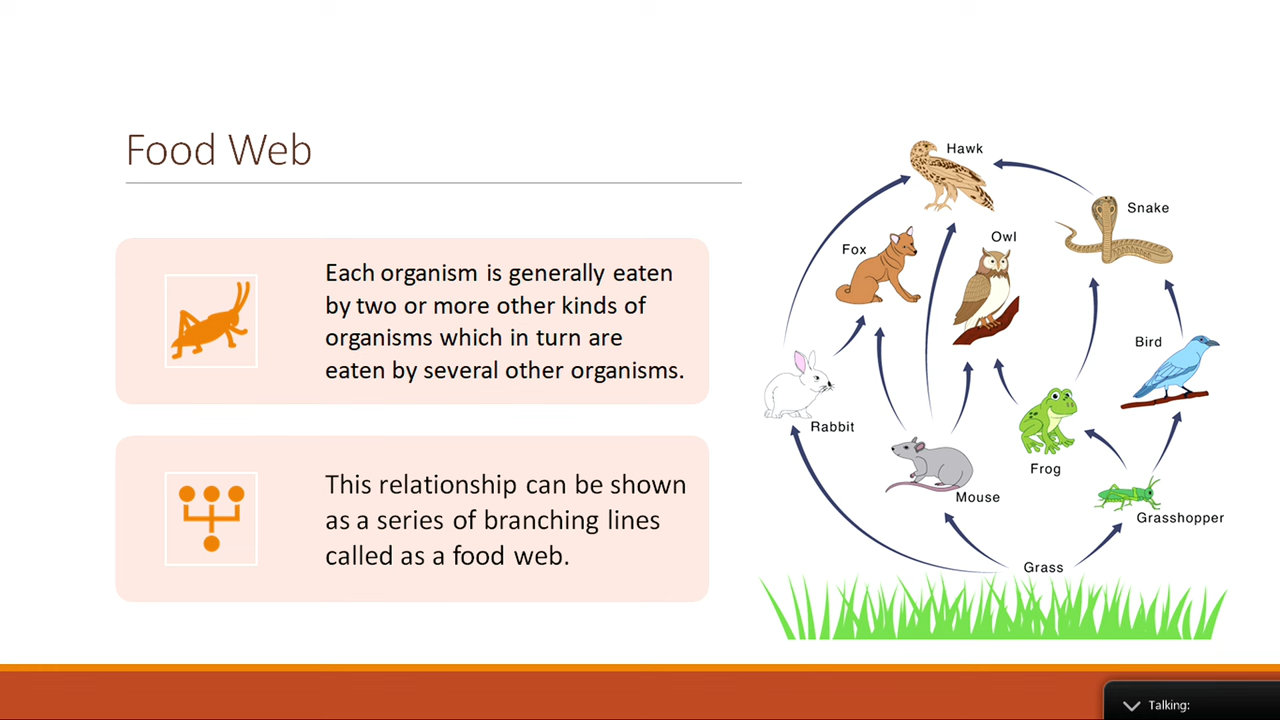 Food Web
Each organism is generally eaten
by two or more other kinds of
organisms which in turn are
eaten by several other organisms.
This relationship can be shown
as a series of branching lines
called as a food web.
Hawk
Snake
Owl
Fox
Bird
Rabbit
Frog
Mouse
Grasshopper
Grass
Talking: